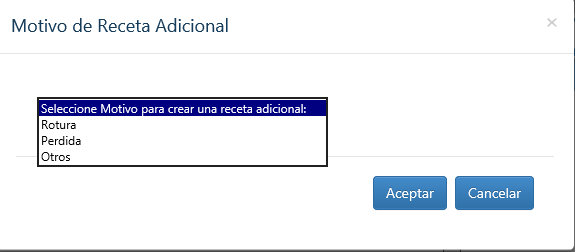 Motivo de Receta Adicional
×
Seleccione Motivo para crear una receta adicional:
Rotura
Perdida
Otros
Aceptar Cancelar